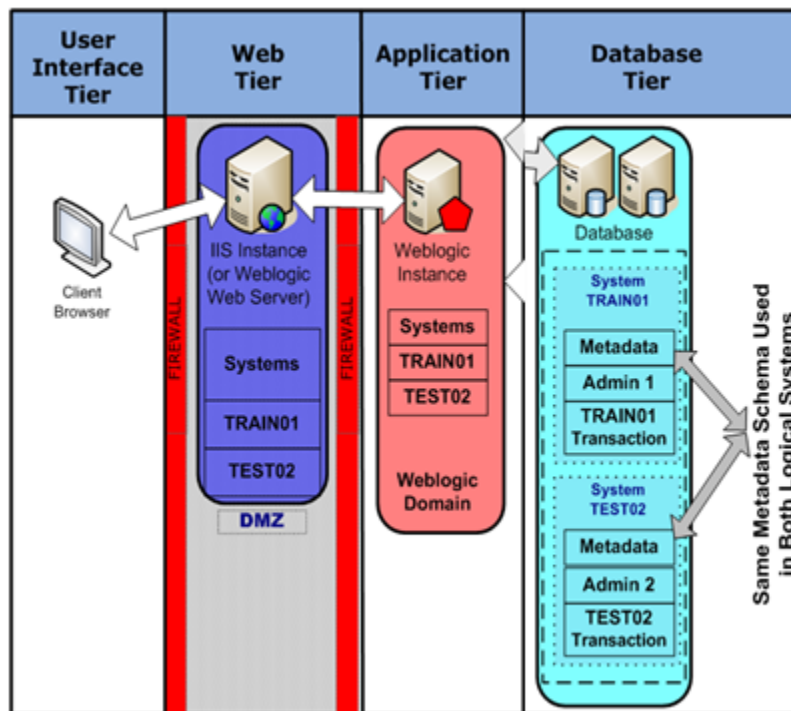 User
Interface
Tier
Web
Tier
Application
Tier
Database
Tier
Client
Browser
FIREWALL
IIS Instance
(or Weblogic
Web Server)
Systems
TRAIN01
TEST02
DMZ
FIREWALL
Weblogic
Instance
Systems
TRAIN01
TEST02
Weblogic
Domain
Database
System
TRAIN01
Metadata
Admin 1
TRAIN01
Transaction
System
TEST02
Metadata
Admin 2
TEST02
Transaction
Same Metadata Schema Used
in Both Logical Systems